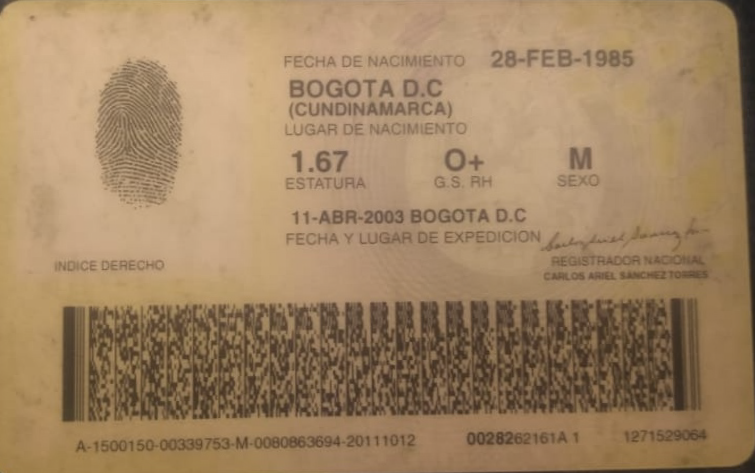 FECHA DE NACIMIENTO 28-FEB-1985
BOGOTA D.C
(CUNDINAMARCA)
LUGAR DE NACIMIENTO
1.67 O+ M
ESTATURA G.S. RH SEXO
11-ABR-2003 BOGOTA D.C
FECHA Y LUGAR DE EXPEDICION
INDICE DERECHO
REGISTRADOR NACIONAL
CARLOS ARIEL SANCHEZ TORRES
A-1500150-00339753-M-0080863694-20111012 0028262161A 1 1271529064